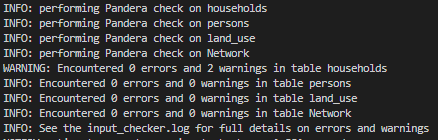 INFO: performing Pandera check on households
INFO: performing Pandera check on persons
INFO: performing Pandera check on land_use
INFO: performing Pandera check on Network
WARNING: Encountered 0 errors and 2 warnings in table households
INFO: Encountered 0 errors and 0 warnings in table persons
INFO: Encountered 0 errors and 0 warnings in table land_use
INFO: Encountered 0 errors and 0 warnings in table Network
INFO: See the input_checker.log for full details on errors and warnings